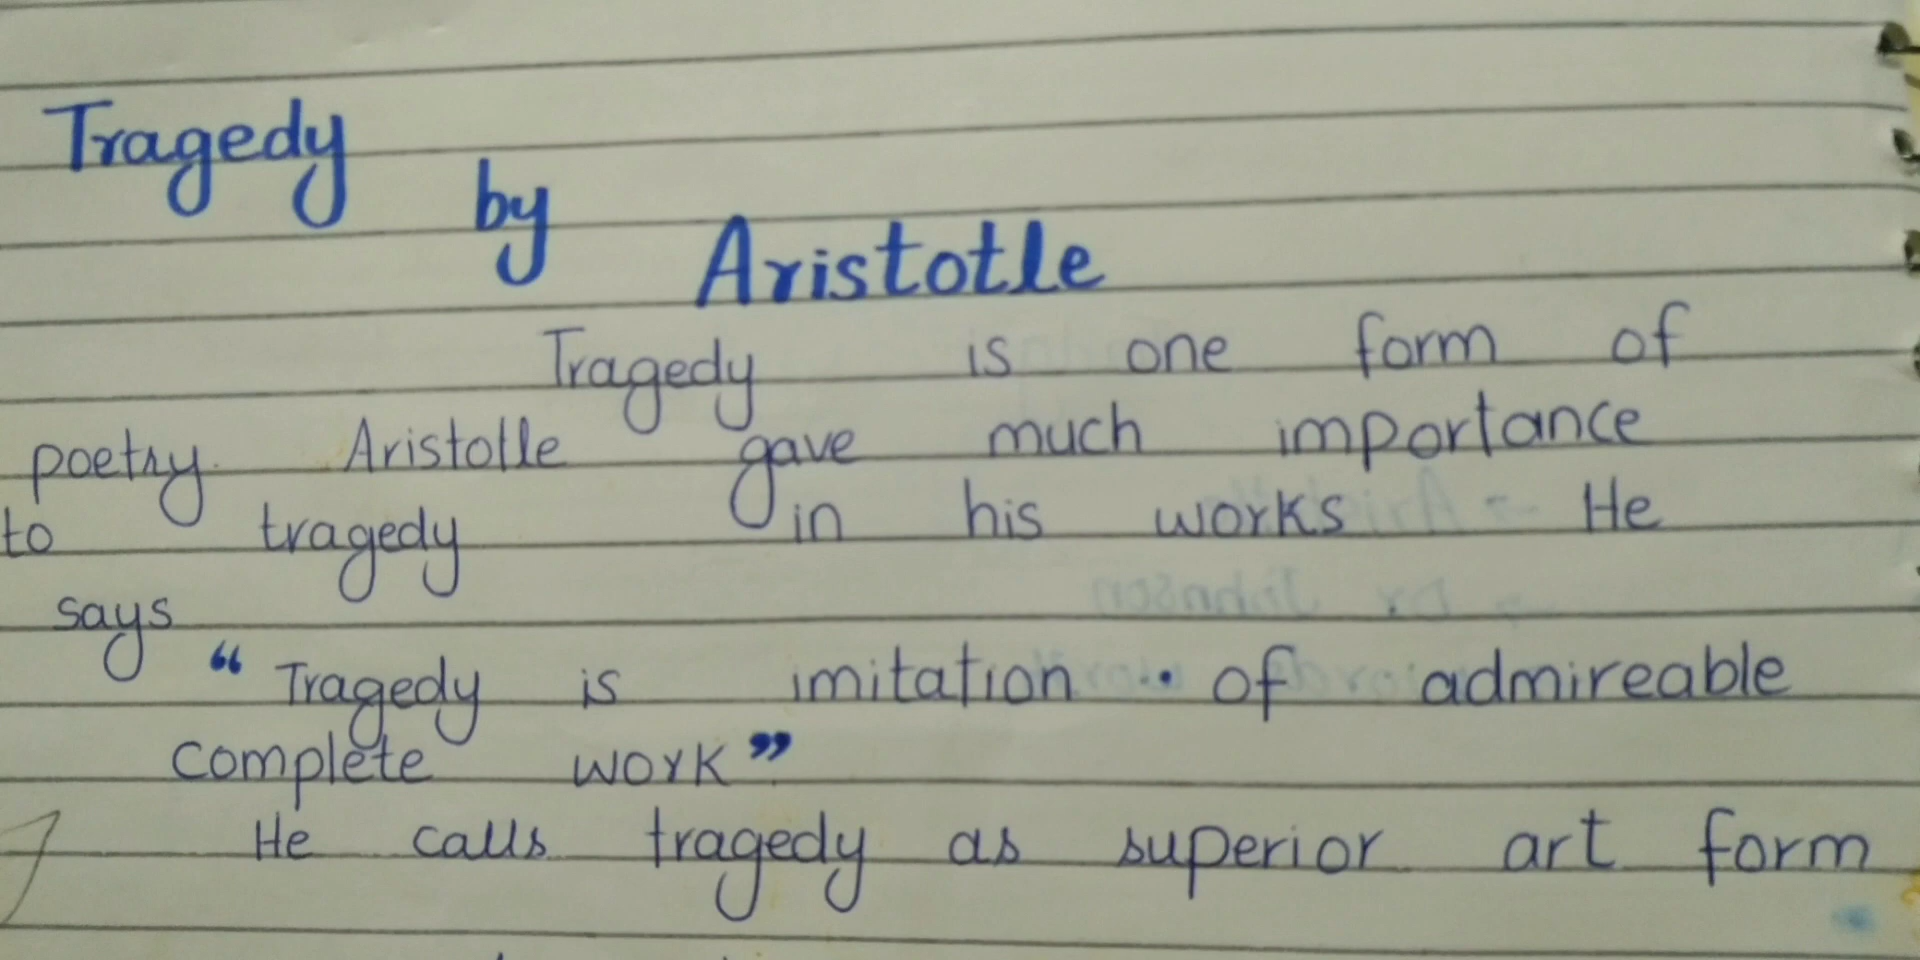 Tragedy
by
Aristotle
Tragedy is one form of
poetry. Aristotle gave much importance
to tragedy in his works He
says
“Tragedy is imitation . of admireable
complete work”
He calls tragedy as superior art form